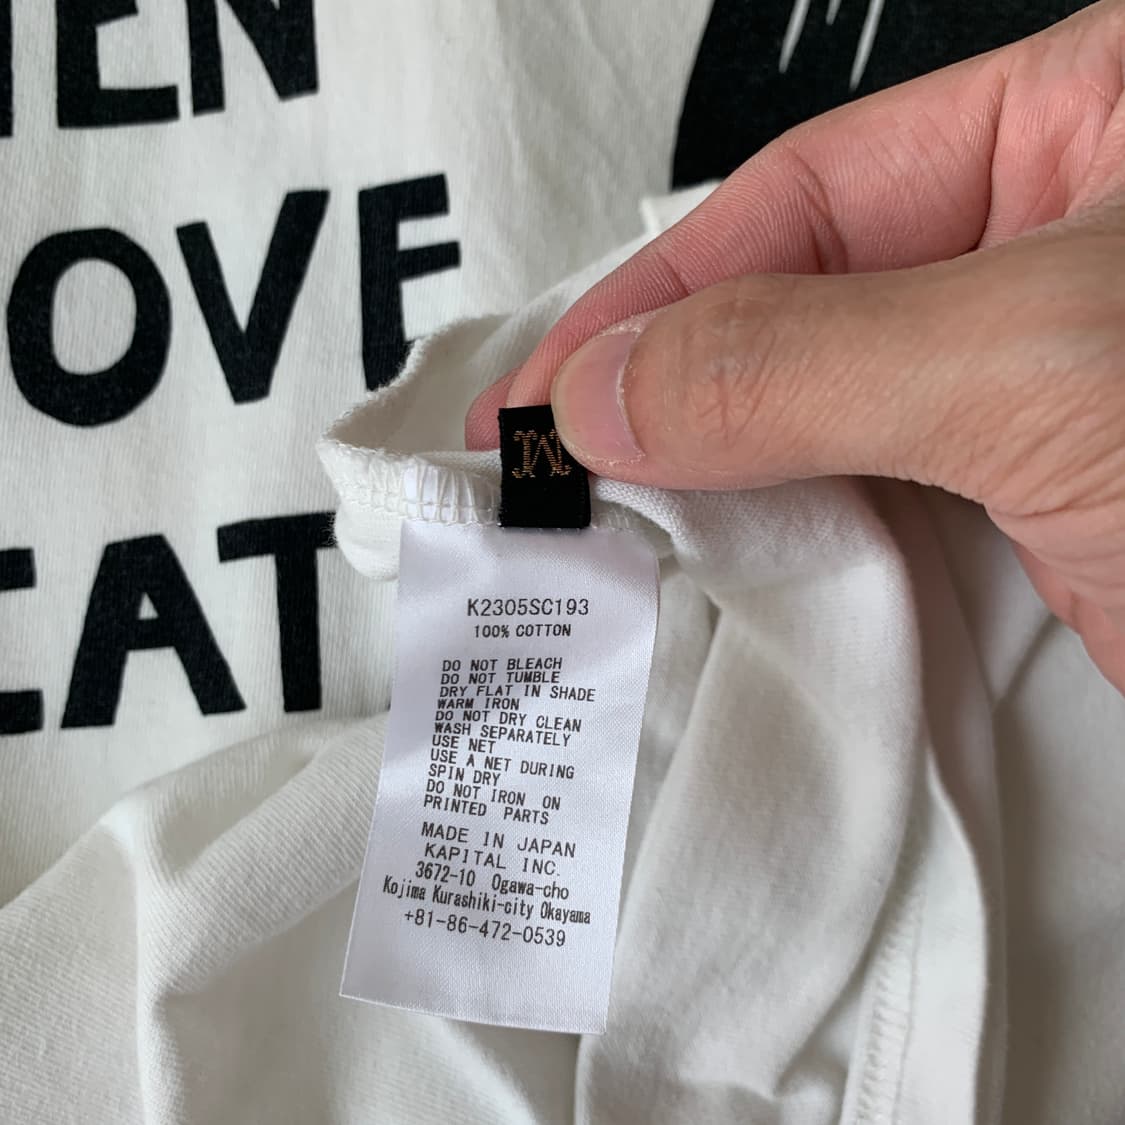 EN
OVE
CAT
M
K2305SC193
100% COTTON
DO NOT BLEACH
DO NOT TUMBLE
DRY FLAT IN SHADE
WARM IRON
DO NOT DRY CLEAN
WASH SEPARATELY
USE NET
USE A NET DURING
SPIN DRY
DO NOT IRON ON
PRINTED PARTS
MADE IN JAPAN
KAPITAL INC.
3672-10 Ogawa-cho
Kojima Kurashiki-city Okayama
+81-86-472-0539